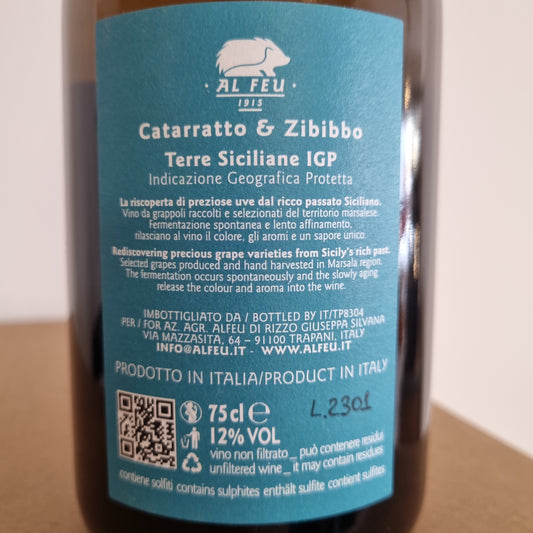 · AL FEU ·
1915
Catarratto & Zibibbo
Terre Siciliane IGP
Indicazione Geografica Protetta
La riscoperta di preziose uve dal ricco passato Siciliano.
Vino da grappoli raccolti e selezionati del territorio marsalese.
Fermentazione spontanea e lento affinamento,
rilasciano al vino il colore, gli aromi e un sapore unico.
Rediscovering precious grape varieties from Sicily's rich past.
Selected grapes produced and hand harvested in Marsala region.
The fermentation occurs spontaneously and the slowly aging
release the colour and aroma into the wine.
IMBOTTIGLIATO DA / BOTTLED BY IT/TP8304
PER / FOR AZ. AGR. ALFEU DI RIZZO GIUSEPPA SILVANA
VIA MAZZASITA, 64 – 91100 TRAPANI, ITALY
INFO@ALFEU.IT - WWW.ALFEU.IT
PRODOTTO IN ITALIA/PRODUCT IN ITALY
75cl e
L.2301
12% VOL
vino non filtrato _ può contenere residui
unfiltered wine _ it may contain residues
contiene solfiti contains sulphites enthält sulfite contient sulfites